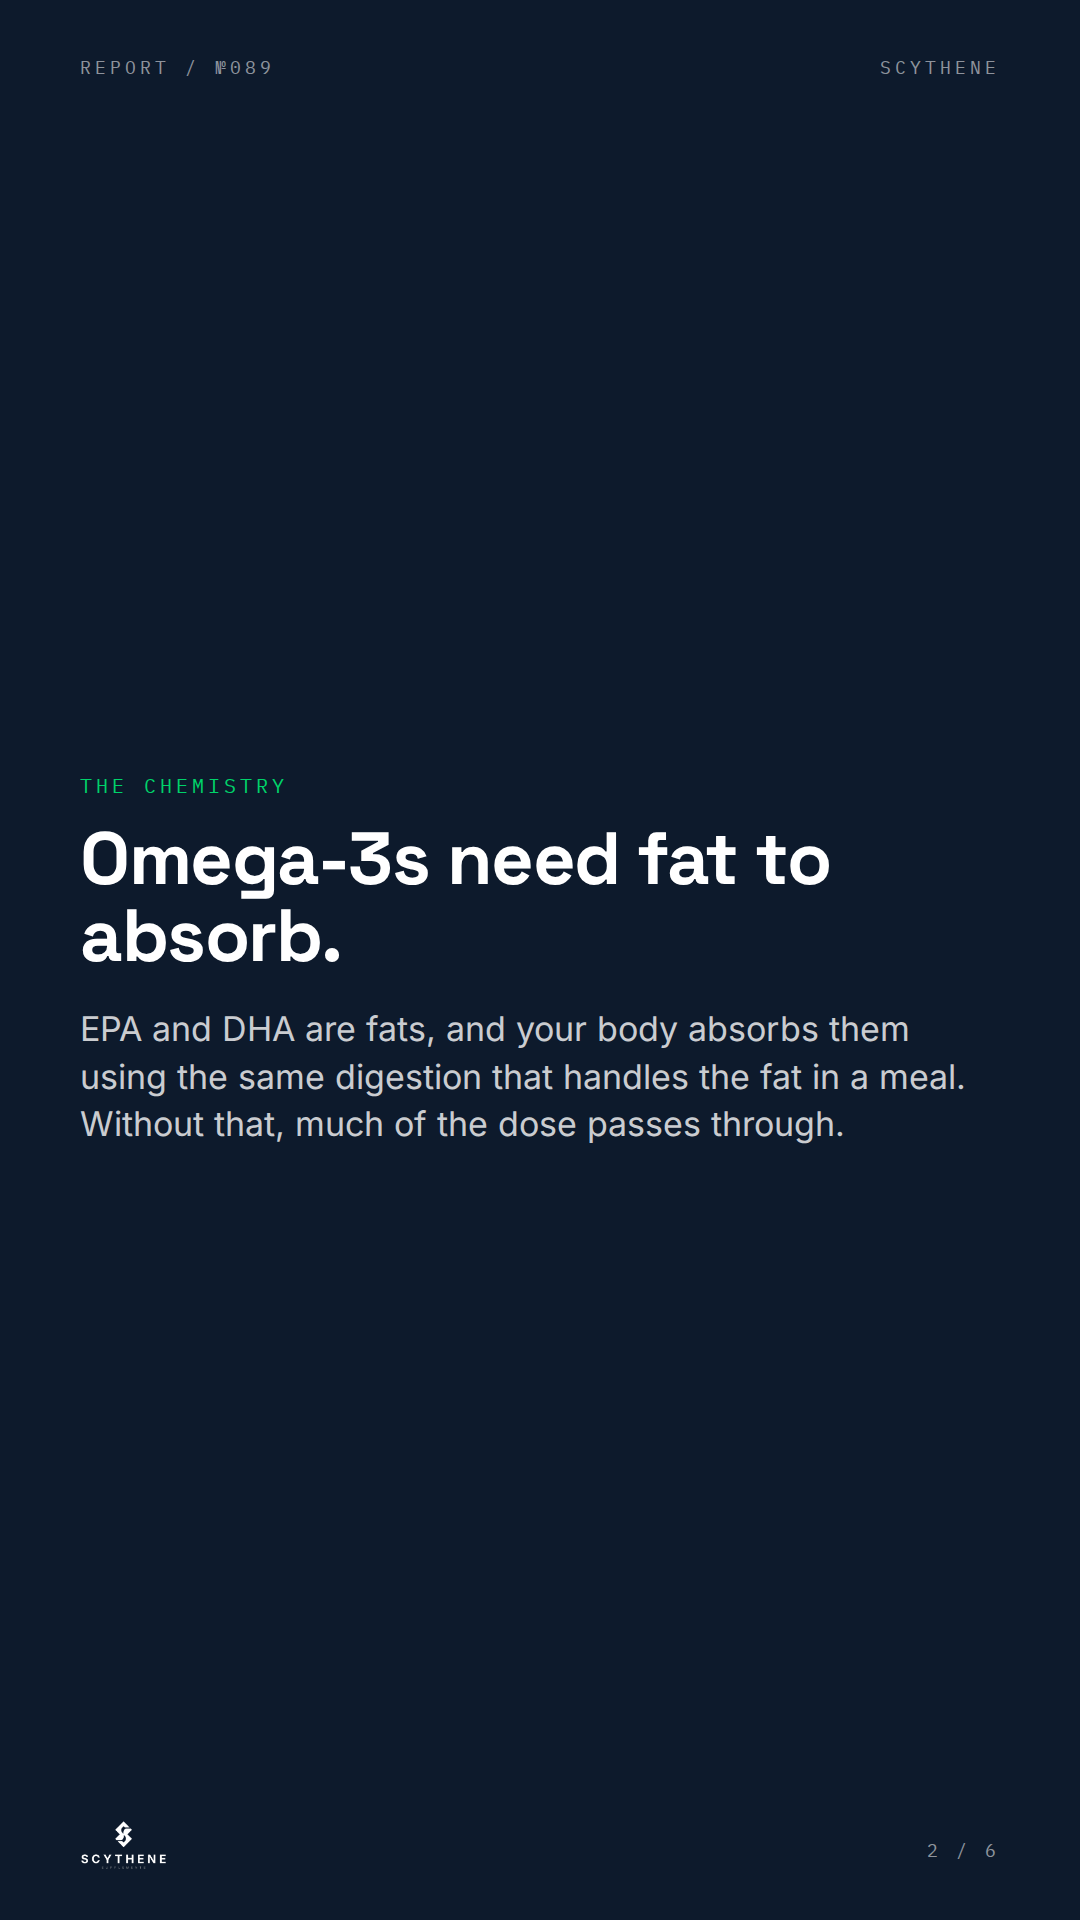 REPORT / №089
SCYTHENE
THE CHEMISTRY
Omega-3s need fat to
absorb.
EPA and DHA are fats, and your body absorbs them
using the same digestion that handles the fat in a meal.
Without that, much of the dose passes through.
SCYTHENE
2 / 6